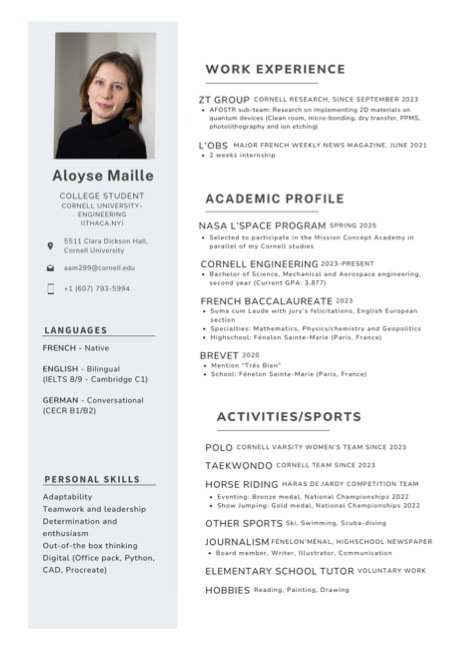 Aloyse Maille
COLLEGE STUDENT
CORNELL UNIVERSITY-
ENGINEERING
(ITHACA,NY)
5511 Clara Dickson Hall,
Cornell University
aam299@cornell.edu
+1 (607) 793-5994
LANGUAGES
FRENCH - Native
ENGLISH - Bilingual
(IELTS 8/9 - Cambridge C1)
GERMAN - Conversational
(CECR B1/B2)
PERSONAL SKILLS
Adaptability
Teamwork and leadership
Determination and
enthusiasm
Out-of-the box thinking
Digital (Office pack, Python,
CAD, Procreate)
WORK EXPERIENCE
ZT GROUP CORNELL RESEARCH, SINCE SEPTEMBER 2023
• AFOSTR sub-team: Research on implementing 2D materials on
quantum devices (Clean room, micro-bonding, dry transfer, PPMS,
photolithography and ion etching)
L'OBS MAJOR FRENCH WEEKLY NEWS MAGAZINE, JUNE 2021
• 2 weeks internship
ACADEMIC PROFILE
NASA L'SPACE PROGRAM SPRING 2025
• Selected to participate in the Mission Concept Academy in
parallel of my Cornell studies
CORNELL ENGINEERING 2023-PRESENT
• Bachelor of Science, Mechanical and Aerospace engineering,
second year (Current GPA: 3.877)
FRENCH BACCALAUREATE 2023
• Suma cum Laude with jury's felicitations, English European
section
• Specialties: Mathematics, Physics/chemistry and Geopolitics
• Highschool: Fénelon Sainte-Marie (Paris, France)
BREVET 2020
• Mention "Trés Bien"
• School: Fénelon Sainte-Marie (Paris, France)
ACTIVITIES/SPORTS
POLO CORNELL VARSITY WOMEN'S TEAM SINCE 2023
TAEKWONDO CORNELL TEAM SINCE 2023
HORSE RIDING HARAS DE JARDY COMPETITION TEAM
• Eventing: Bronze medal, National Championships 2022
• Show Jumping: Gold medal, National Championships 2022
OTHER SPORTS Ski, Swimming, Scuba-diving
JOURNALISM FÉNELON'MÉNAL, HIGHSCHOOL NEWSPAPER
• Board member, Writer, Illustrator, Communication
ELEMENTARY SCHOOL TUTOR VOLUNTARY WORK
HOBBIES Reading, Painting, Drawing